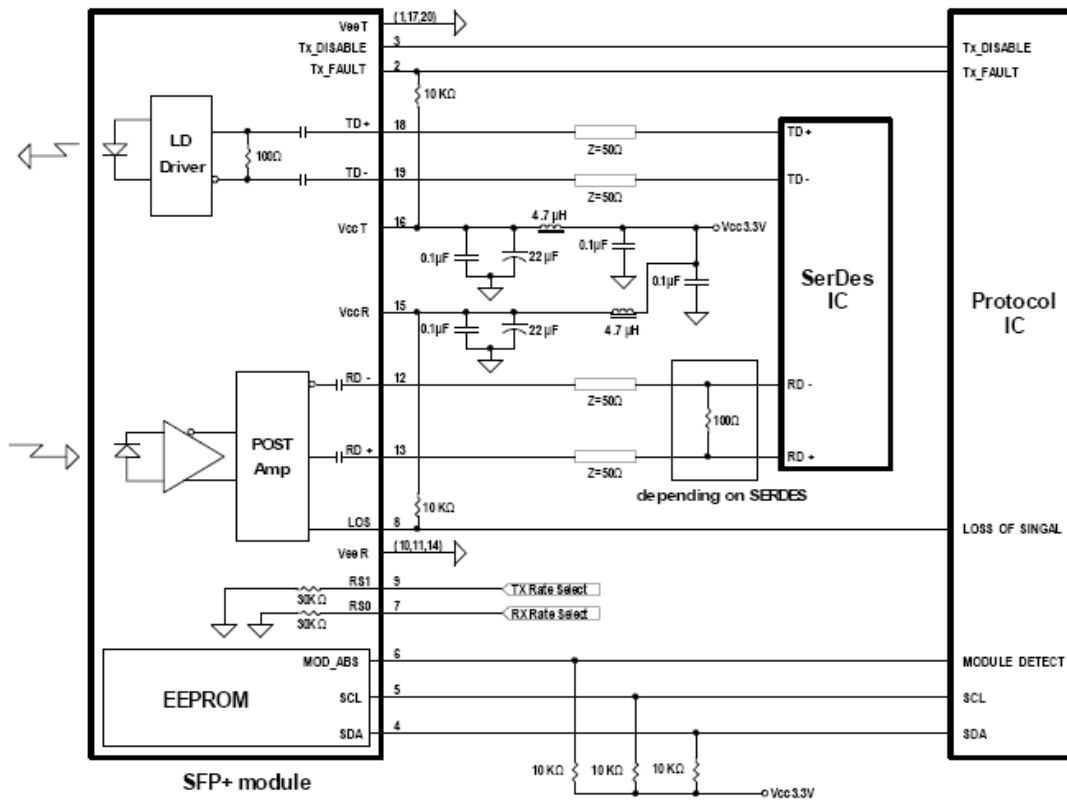 VeeT
(1,17,20)
Tx_DISABLE
3
Tx_DISABLE
Tx_FAULT
2
Tx_FAULT
10 KΩ
LD
Driver
100Ω
TD+
18
Z=50Ω
TD+
TD -
19
Z=50Ω
TD -
VccT
16
4.7 µH
Vcc3.3V
0.1µF
22 µF
0.1µF
0.1µF
SerDes
IC
Protocol
IC
VccR
15
0.1µF
22 µF
4.7 µH
RD -
12
Z=50Ω
RD -
100Ω
POST
Amp
RD +
13
Z=50Ω
RD +
depending on SERDES
10 KΩ
LOS
8
LOSS OF SINGAL
VeeR
(10,11,14)
RS1
9
TX Rate Select
30KΩ
RS0
7
RX Rate Select
30KΩ
MOD_ABS
6
MODULE DETECT
EEPROM
SCL
5
SCL
SDA
4
SDA
10 KΩ
10 KΩ
10 KΩ
Vcc3.3V
SFP+ module